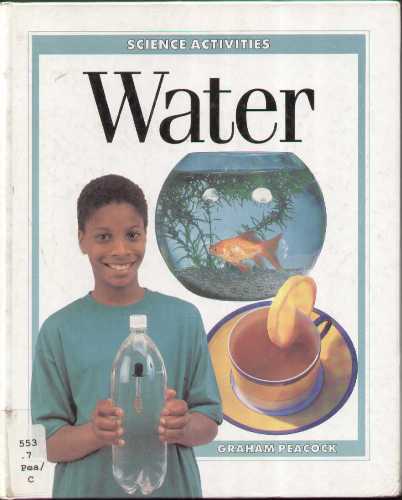 SCIENCE ACTIVITIES
Water
GRAHAM PEACOCK
553
.7
Pea/
C